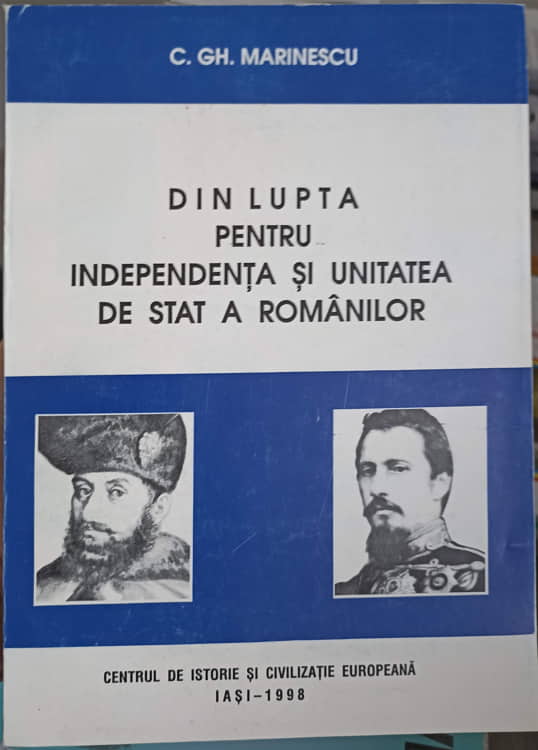 C. GH. MARINESCU
DIN LUPTA
PENTRU
INDEPENDENȚA ȘI UNITATEA
DE STAT A ROMÂNILOR
CENTRUL DE ISTORIE ȘI CIVILIZAȚIE EUROPEANĂ
IAȘI–1998